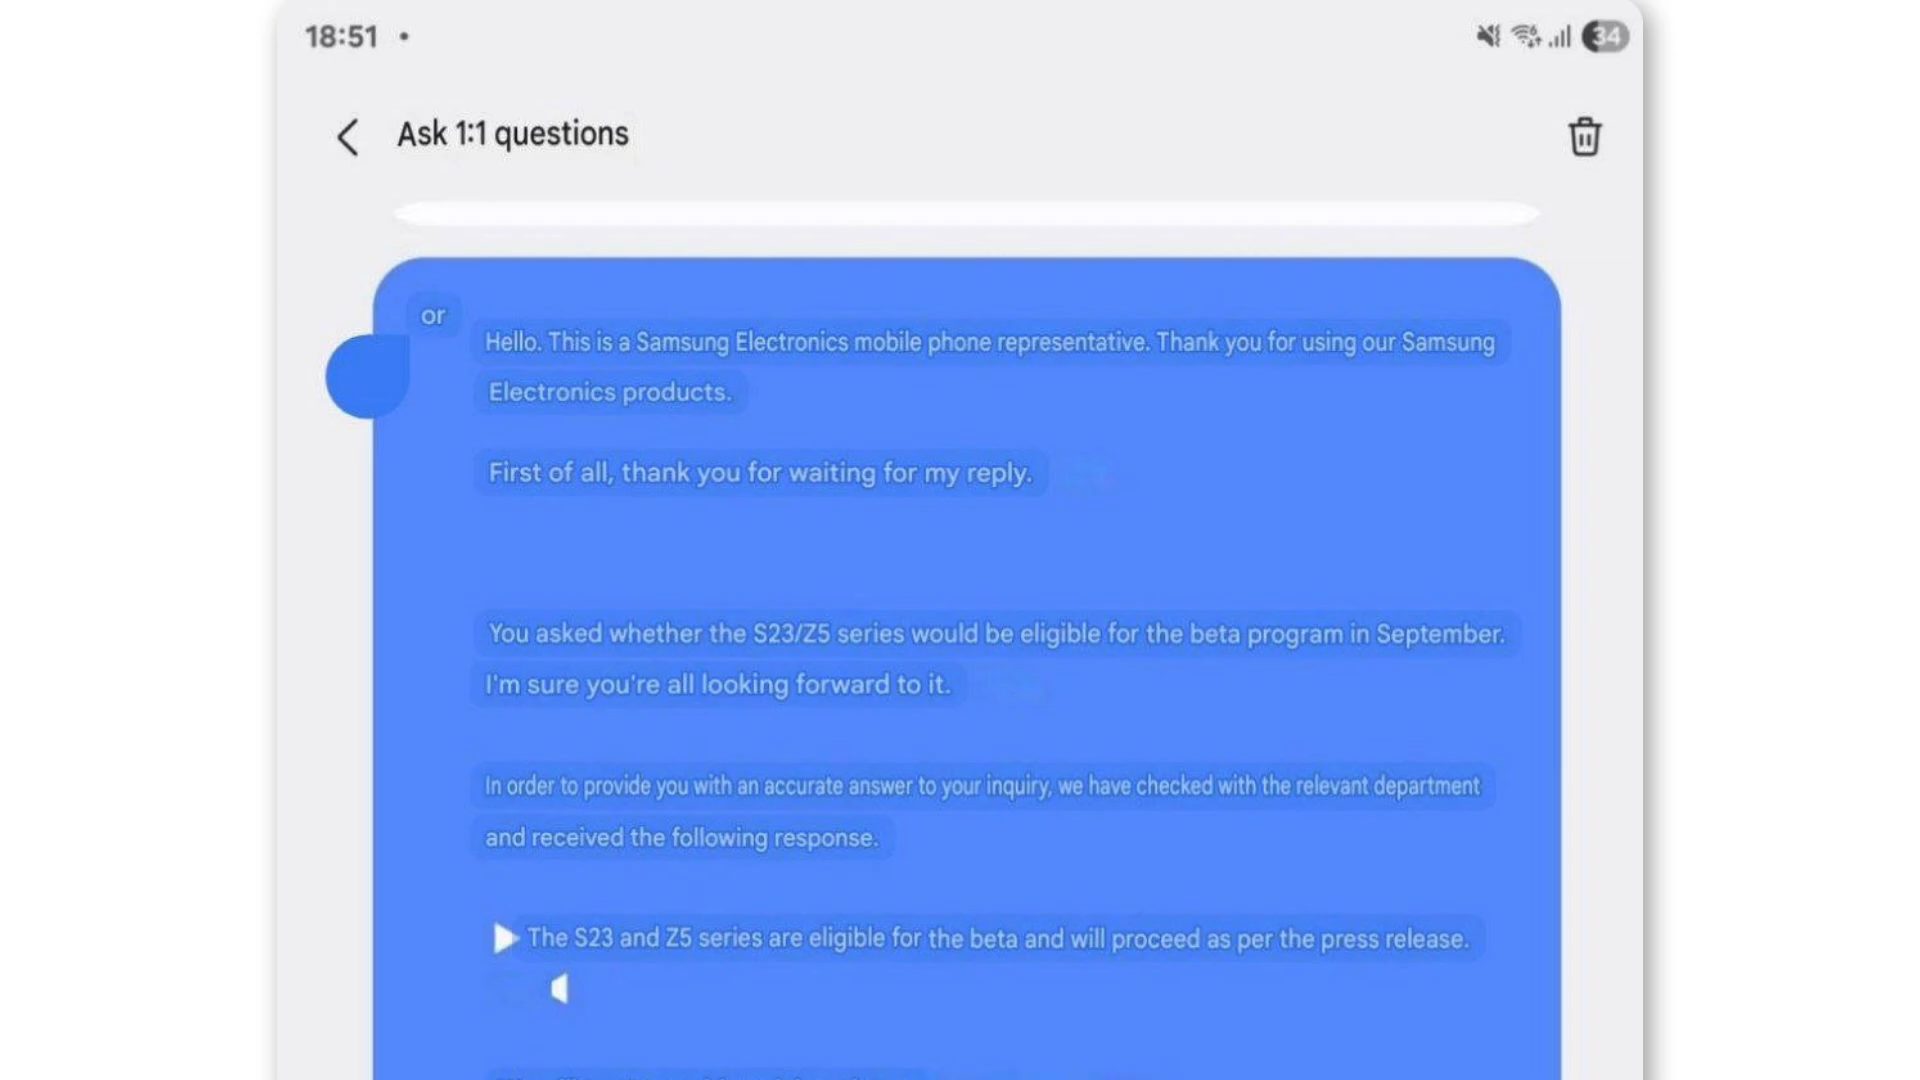 18:51
34
Ask 1:1 questions
or
Hello. This is a Samsung Electronics mobile phone representative. Thank you for using our Samsung
Electronics products.
First of all, thank you for waiting for my reply.
You asked whether the S23/Z5 series would be eligible for the beta program in September.
I'm sure you're all looking forward to it.
In order to provide you with an accurate answer to your inquiry, we have checked with the relevant department
and received the following response.
The S23 and Z5 series are eligible for the beta and will proceed as per the press release.